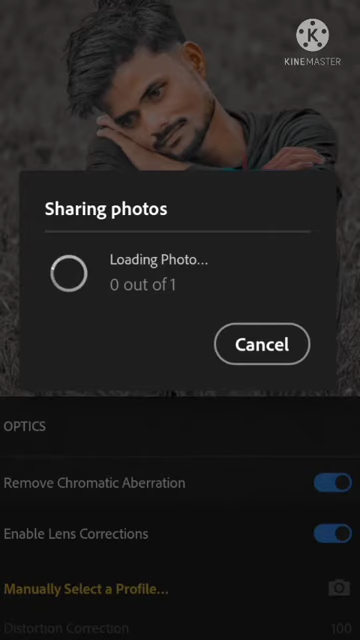 K
KINEMASTER
Sharing photos
Loading Photo...
0 out of 1
Cancel
OPTICS
Remove Chromatic Aberration
Enable Lens Corrections
Manually Select a Profile...
Distortion Correction 100